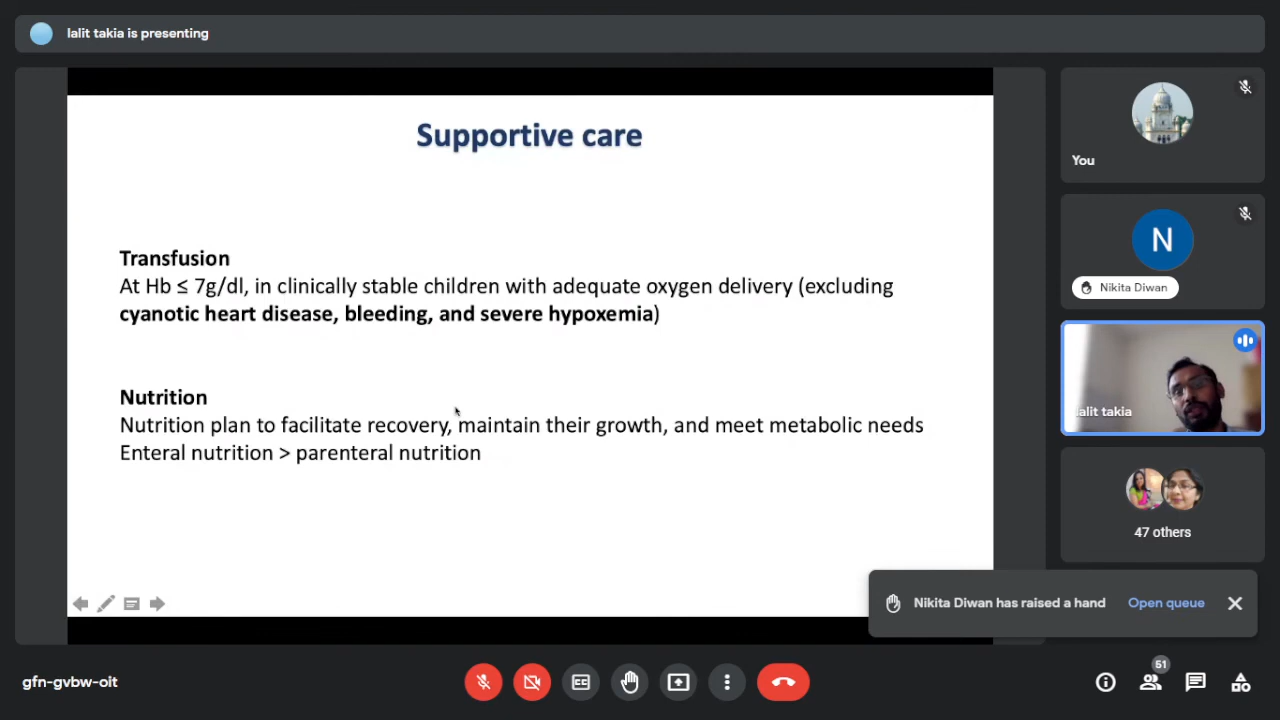 lalit takia is presenting
Supportive care
Transfusion
At Hb ≤ 7g/dl, in clinically stable children with adequate oxygen delivery (excluding
cyanotic heart disease, bleeding, and severe hypoxemia)
Nutrition
Nutrition plan to facilitate recovery, maintain their growth, and meet metabolic needs
Enteral nutrition > parenteral nutrition
You
N
Nikita Diwan
lalit takia
47 others
Nikita Diwan has raised a hand Open queue
gfn-gvbw-oit
CC
51